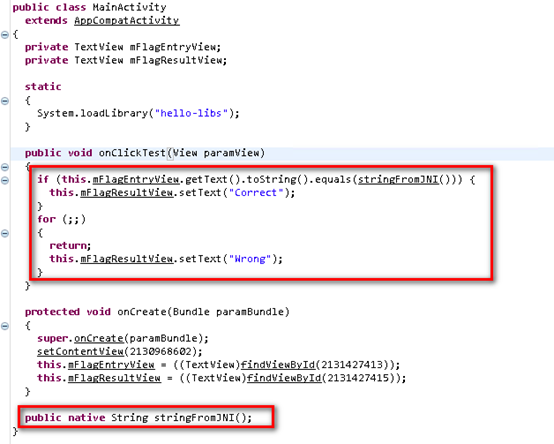 public class MainActivity
extends AppCompatActivity
{
private TextView mFlagEntryView;
private TextView mFlagResultView;
static
{
System.loadLibrary("hello-libs");
}
public void onClickTest(View paramView)
{
if (this.mFlagEntryView.getText().toString().equals(stringFromJNI())) {
this.mFlagResultView.setText("Correct");
}
for (;;)
{
return;
this.mFlagResultView.setText("Wrong");
}
}
protected void onCreate(Bundle paramBundle)
{
super.onCreate(paramBundle);
setContentView(2130968602);
this.mFlagEntryView = ((TextView)findViewById(2131427413));
this.mFlagResultView = ((TextView)findViewById(2131427415));
}
public native String stringFromJNI();
}